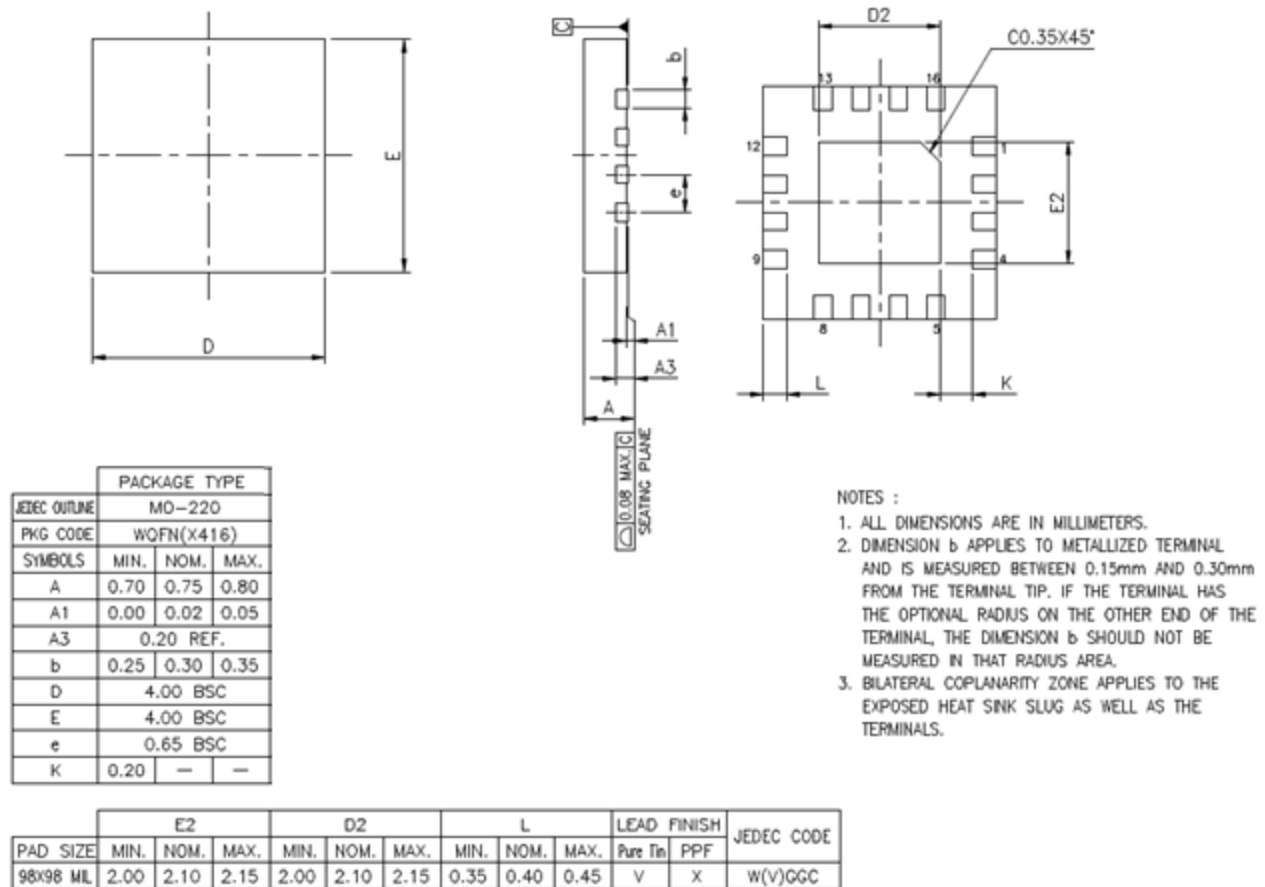 C
b
D2
C0.35X45°
13 16
12 1
E
e
E2
9 4
8 5
D
A1
A3
A
L
K
0.08 MAX. C
SEATING PLANE
PACKAGE TYPE
JEDEC OUTLINE MO-220
PKG CODE WQFN(X416)
SYMBOLS MIN. NOM. MAX.
A 0.70 0.75 0.80
A1 0.00 0.02 0.05
A3 0.20 REF.
b 0.25 0.30 0.35
D 4.00 BSC
E 4.00 BSC
e 0.65 BSC
K 0.20 — —
NOTES :
1. ALL DIMENSIONS ARE IN MILLIMETERS.
2. DIMENSION b APPLIES TO METALLIZED TERMINAL
AND IS MEASURED BETWEEN 0.15mm AND 0.30mm
FROM THE TERMINAL TIP. IF THE TERMINAL HAS
THE OPTIONAL RADIUS ON THE OTHER END OF THE
TERMINAL, THE DIMENSION b SHOULD NOT BE
MEASURED IN THAT RADIUS AREA.
3. BILATERAL COPLANARITY ZONE APPLIES TO THE
EXPOSED HEAT SINK SLUG AS WELL AS THE
TERMINALS.
E2 D2 L LEAD FINISH JEDEC CODE
PAD SIZE MIN. NOM. MAX. MIN. NOM. MAX. MIN. NOM. MAX. Pure Tin PPF
98X98 MIL 2.00 2.10 2.15 2.00 2.10 2.15 0.35 0.40 0.45 V X W(V)GGC